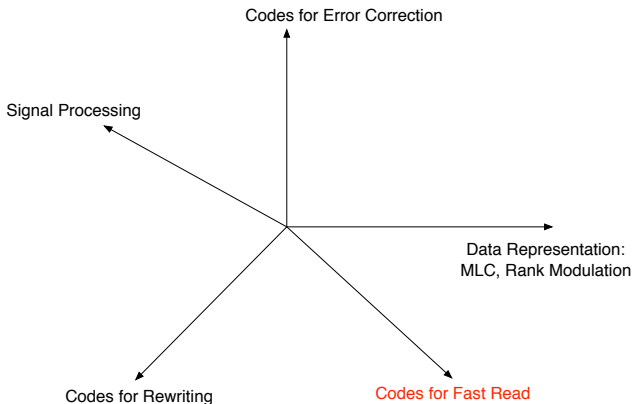 Codes for Error Correction
Signal Processing
Data Representation:
MLC, Rank Modulation
Codes for Rewriting
Codes for Fast Read